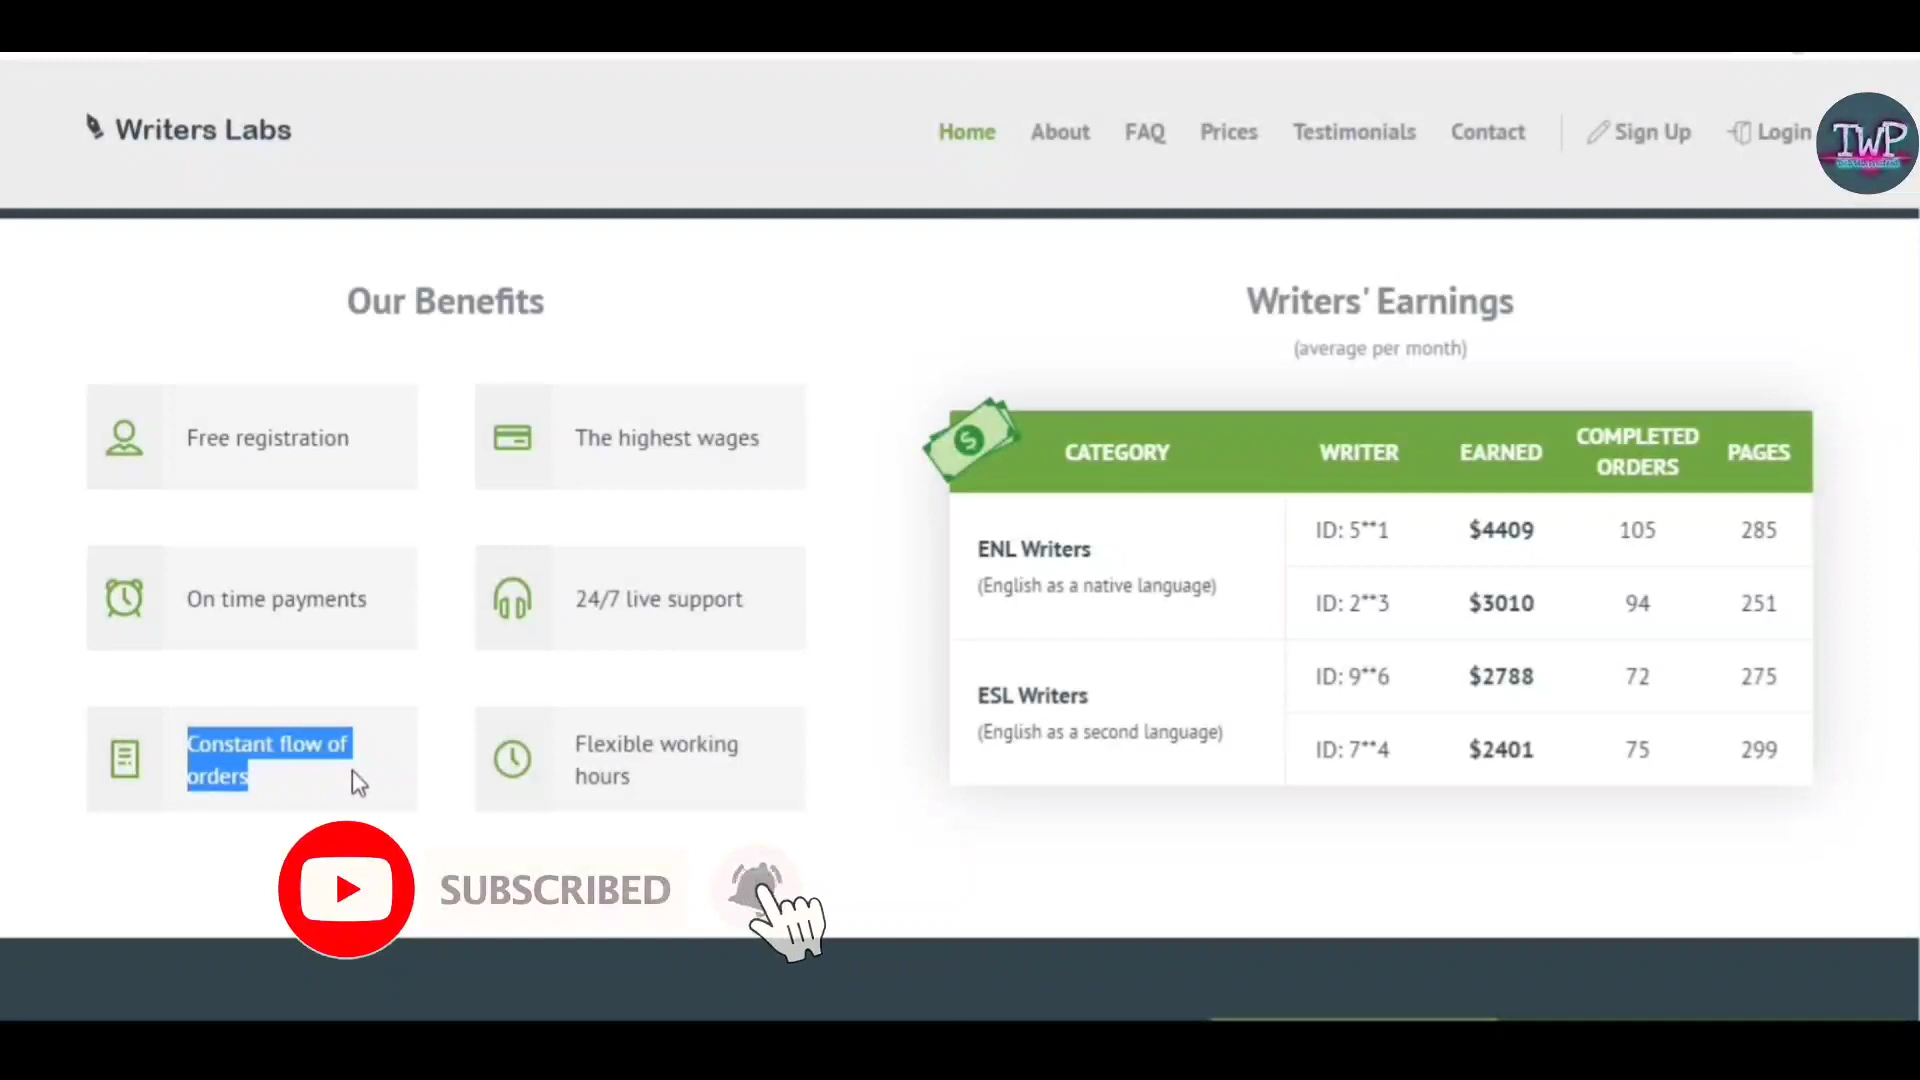 Writers Labs
Home About FAQ Prices Testimonials Contact Sign Up Login
TWP
Our Benefits
Free registration
The highest wages
On time payments
24/7 live support
Constant flow of
orders
Flexible working
hours
Writers' Earnings
(average per month)
CATEGORY WRITER EARNED COMPLETED ORDERS PAGES
ENL Writers
(English as a native language)
ID: 5**1 $4409 105 285
ID: 2**3 $3010 94 251
ESL Writers
(English as a second language)
ID: 9**6 $2788 72 275
ID: 7**4 $2401 75 299
SUBSCRIBED